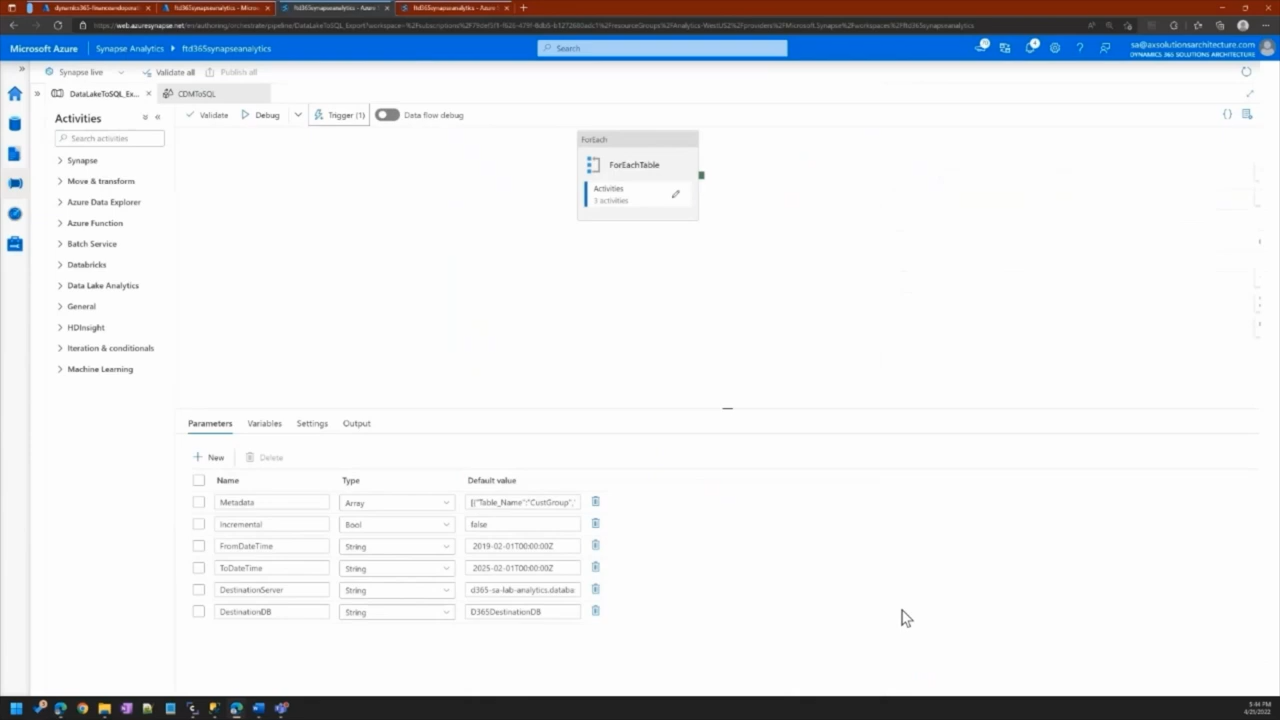 Microsoft Azure
Synapse Analytics
ftd365synapseanalytics
Search
sa@axsolutionsarchitecture.com
DYNAMICS 365 SOLUTIONS ARCHITECTURE
Synapse live
Validate all
Publish all
DataLakeToSQL_Ex...
CDMToSQL
Activities
Search activities
Synapse
Move & transform
Azure Data Explorer
Azure Function
Batch Service
Databricks
Data Lake Analytics
General
HDInsight
Iteration & conditionals
Machine Learning
Validate
Debug
Trigger (1)
Data flow debug
ForEach
ForEachTable
Activities
3 activities
Parameters
Variables
Settings
Output
New
Delete
Name Type Default value
Metadata Array [{"Table_Name":"CustGroup","
Incremental Bool false
FromDateTime String 2019-02-01T00:00:00Z
ToDateTime String 2025-02-01T00:00:00Z
DestinationServer String d365-sa-lab-analytics.databa
DestinationDB String D365DestinationDB
5:44 PM
4/25/2022